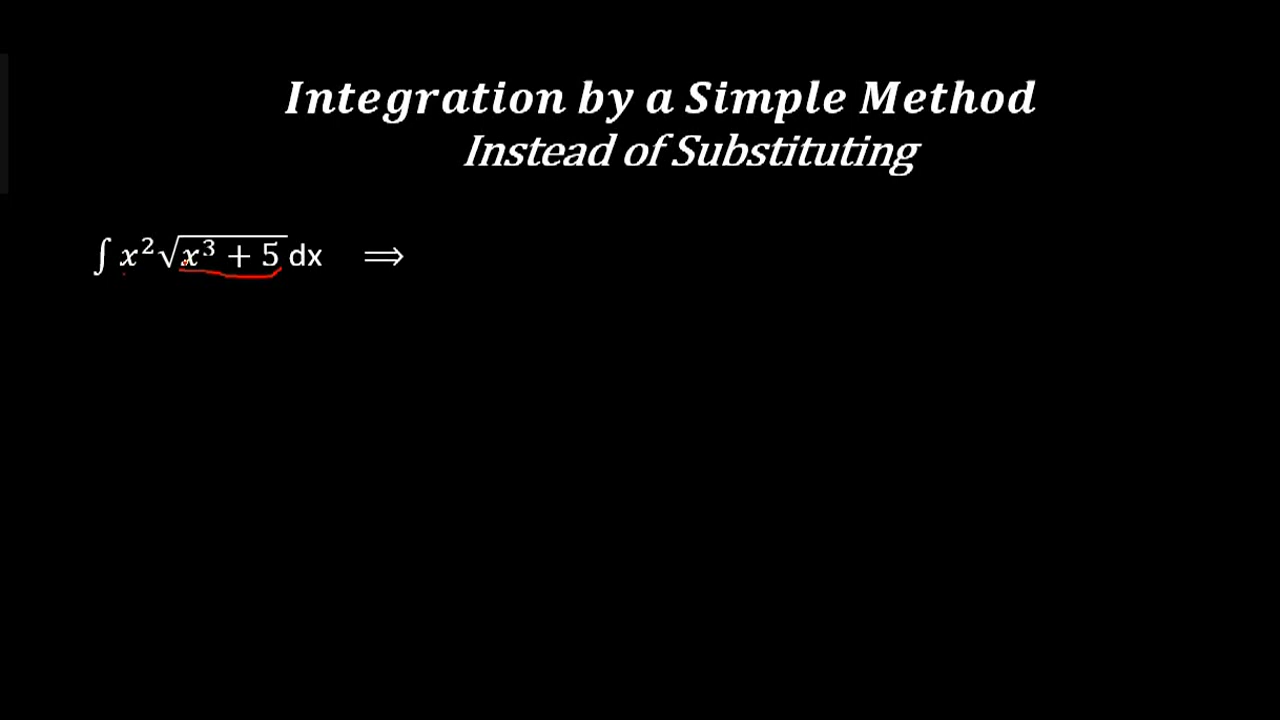 Integration by a Simple Method
Instead of Substituting
∫ x²√(x³ + 5) dx ⟹